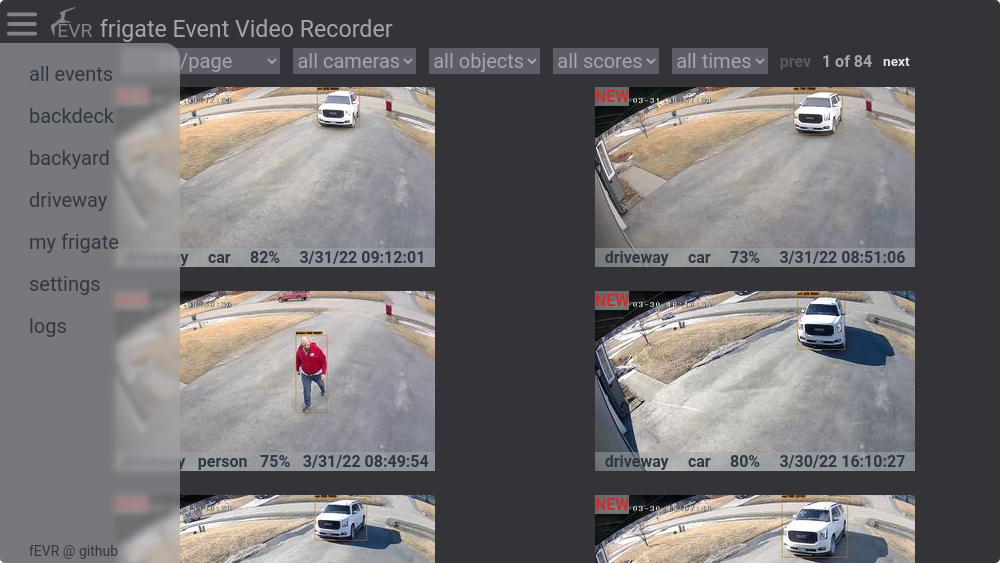 fEVR frigate Event Video Recorder
/page all cameras all objects all scores all times prev 1 of 84 next
all events
backdeck
backyard
driveway
my frigate
settings
logs
fEVR @ github
driveway car 82% 3/31/22 09:12:01
NEW
driveway car 73% 3/31/22 08:51:06
driveway person 75% 3/31/22 08:49:54
NEW
driveway car 80% 3/30/22 16:10:27
NEW